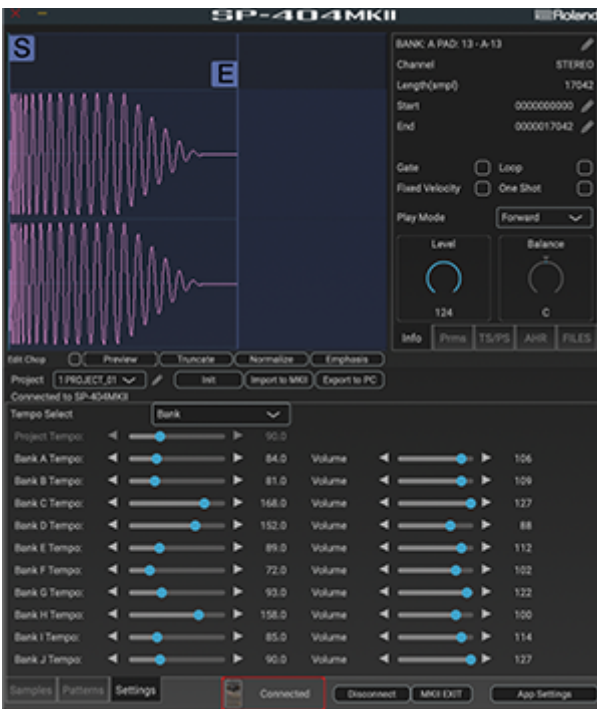 SP-404MKII Roland
S
E
BANK: A PAD: 13 - A-13
Channel STEREO
Length(smpl) 17042
Start 0000000000
End 0000017042
Gate Loop
Fixed Velocity One Shot
Play Mode Forward
Level Balance
124 C
Info Prms TS/PS AHR FILES
Edit Chop Preview Truncate Normalize Emphasis
Project 1:PROJECT_01 Init Import to MKII Export to PC
Connected to SP-404MKII
Tempo Select Bank
Project Tempo: 90.0
Bank A Tempo: 84.0 Volume 106
Bank B Tempo: 81.0 Volume 109
Bank C Tempo: 168.0 Volume 127
Bank D Tempo: 152.0 Volume 88
Bank E Tempo: 89.0 Volume 112
Bank F Tempo: 72.0 Volume 102
Bank G Tempo: 93.0 Volume 122
Bank H Tempo: 158.0 Volume 100
Bank I Tempo: 85.0 Volume 114
Bank J Tempo: 90.0 Volume 127
Samples Patterns Settings Connected Disconnect MKII EXIT App Settings